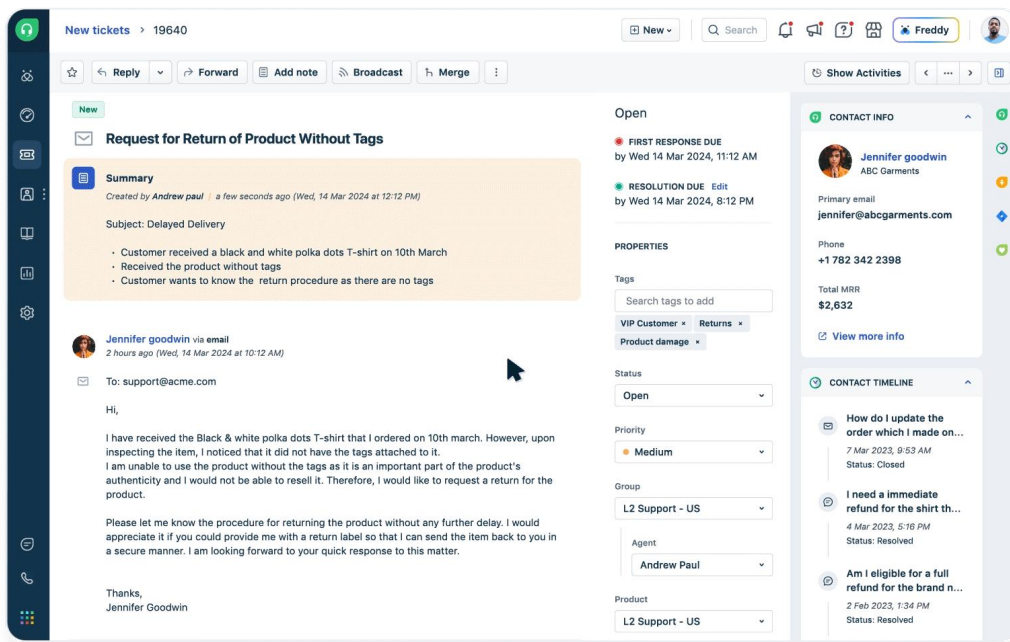 New tickets > 19640
New
Search
Freddy
Reply
Forward
Add note
Broadcast
Merge
Show Activities
New
Request for Return of Product Without Tags
Summary
Created by Andrew paul | a few seconds ago (Wed, 14 Mar 2024 at 12:12 PM)
Subject: Delayed Delivery
• Customer received a black and white polka dots T-shirt on 10th March
• Received the product without tags
• Customer wants to know the return procedure as there are no tags
Jennifer goodwin via email
2 hours ago (Wed, 14 Mar 2024 at 10:12 AM)
To: support@acme.com
Hi,
I have received the Black & white polka dots T-shirt that I ordered on 10th march. However, upon
inspecting the item, I noticed that it did not have the tags attached to it.
I am unable to use the product without the tags as it is an important part of the product's
authenticity and I would not be able to resell it. Therefore, I would like to request a return for the
product.
Please let me know the procedure for returning the product without any further delay. I would
appreciate it if you could provide me with a return label so that I can send the item back to you in
a secure manner. I am looking forward to your quick response to this matter.
Thanks,
Jennifer Goodwin
Open
FIRST RESPONSE DUE
by Wed 14 Mar 2024, 11:12 AM
RESOLUTION DUE Edit
by Wed 14 Mar 2024, 8:12 PM
PROPERTIES
Tags
Search tags to add
VIP Customer × Returns ×
Product damage ×
Status
Open
Priority
Medium
Group
L2 Support - US
Agent
Andrew Paul
Product
L2 Support - US
CONTACT INFO
Jennifer goodwin
ABC Garments
Primary email
jennifer@abcgarments.com
Phone
+1 782 342 2398
Total MRR
$2,632
View more info
CONTACT TIMELINE
How do I update the
order which I made on...
7 Mar 2023, 9:53 AM
Status: Closed
I need a immediate
refund for the shirt th...
4 Mar 2023, 5:16 PM
Status: Resolved
Am I eligible for a full
refund for the brand n...
2 Feb 2023, 1:34 PM
Status: Resolved